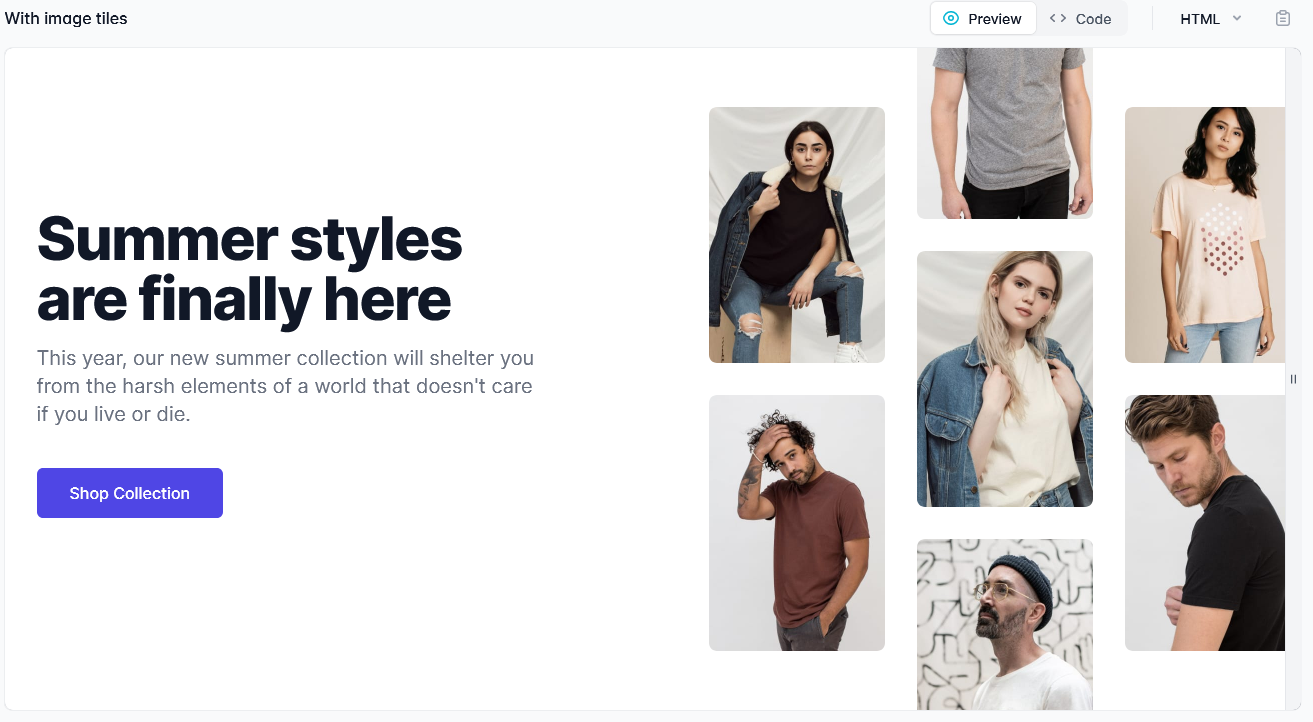 With image tiles
Preview
Code
HTML
Summer styles
are finally here
This year, our new summer collection will shelter you
from the harsh elements of a world that doesn't care
if you live or die.
Shop Collection